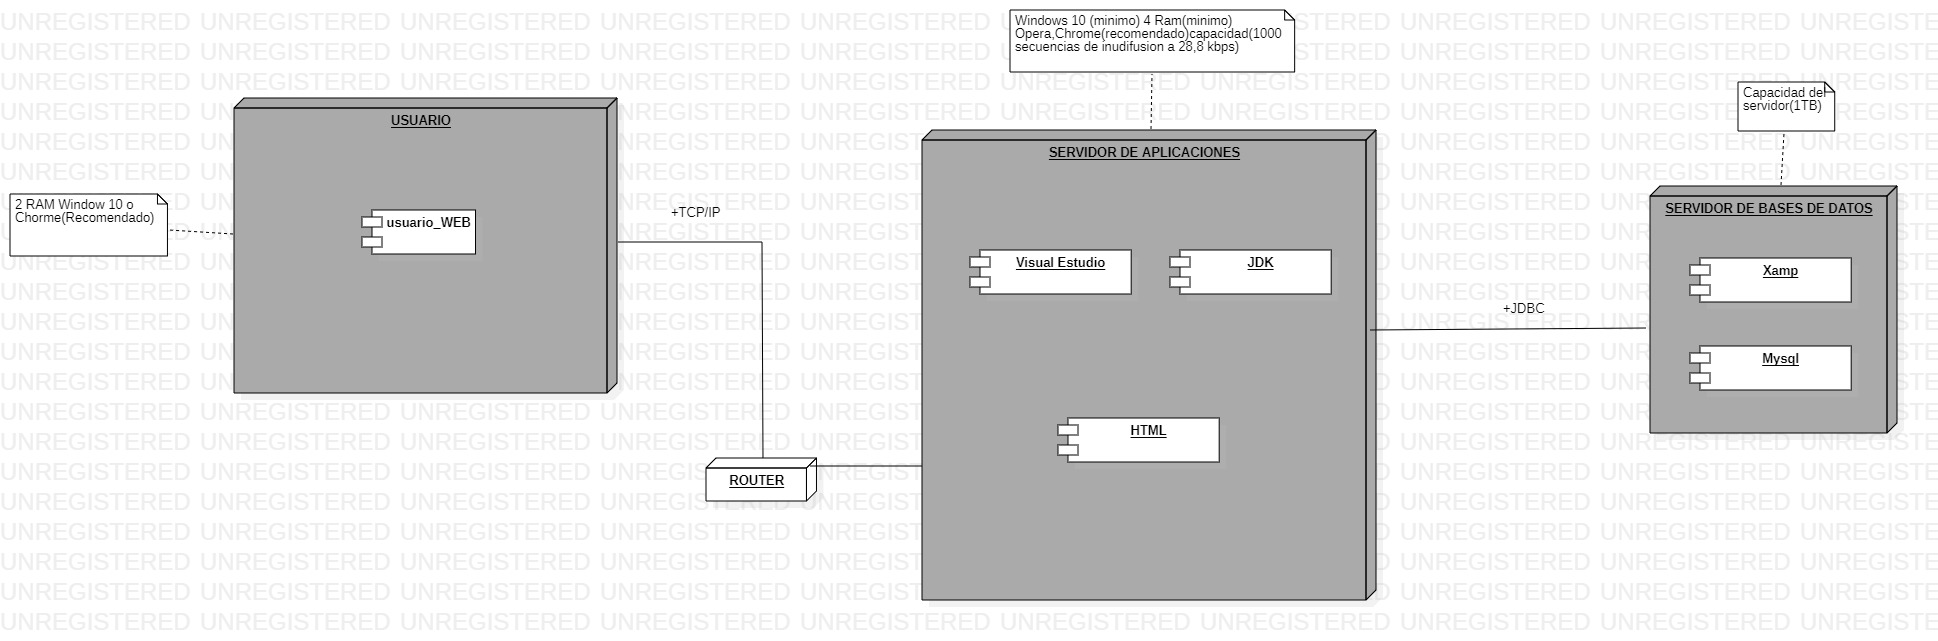 Windows 10 (minimo) 4 Ram(minimo)
Opera,Chrome(recomendado)capacidad(1000
secuencias de inudifusion a 28,8 kbps)
Capacidad del
servidor(1TB)
USUARIO
SERVIDOR DE APLICACIONES
2 RAM Window 10 o
Chorme(Recomendado)
usuario_WEB
+TCP/IP
SERVIDOR DE BASES DE DATOS
Visual Estudio
JDK
Xamp
+JDBC
Mysql
HTML
ROUTER
UNREGISTERED